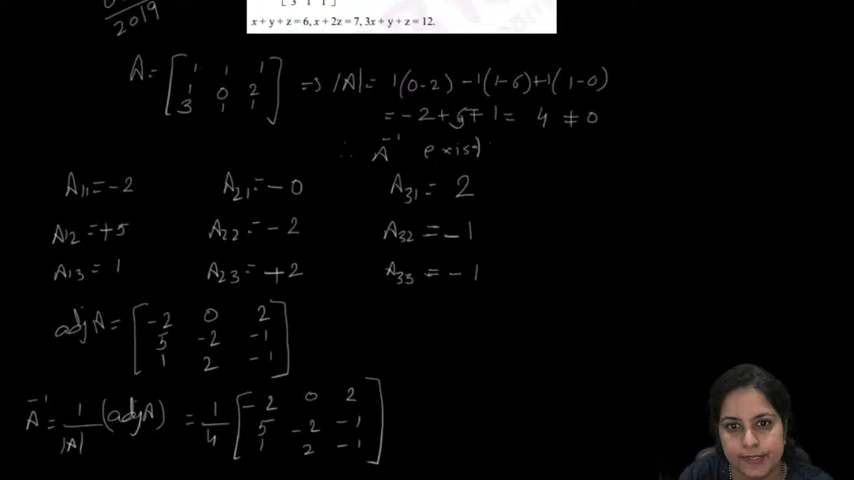 2019
[ 3 1 1 ]
x + y + z = 6, x + 2z = 7, 3x + y + z = 12.
A = [ 1 1 1 ; 1 0 2 ; 3 1 1 ] => |A| = 1(0-2) -1(1-6)+1(1-0)
= -2 + 5 + 1 = 4 ≠ 0
∴ A⁻¹ exist
A11 = -2 A21 = -0 A31 = 2
A12 = +5 A22 = -2 A32 = -1
A13 = 1 A23 = +2 A33 = -1
adj A = [ -2 0 2 ; 5 -2 -1 ; 1 2 -1 ]
A⁻¹ = 1/|A| (adj A) = 1/4 [ -2 0 2 ; 5 -2 -1 ; 1 2 -1 ]